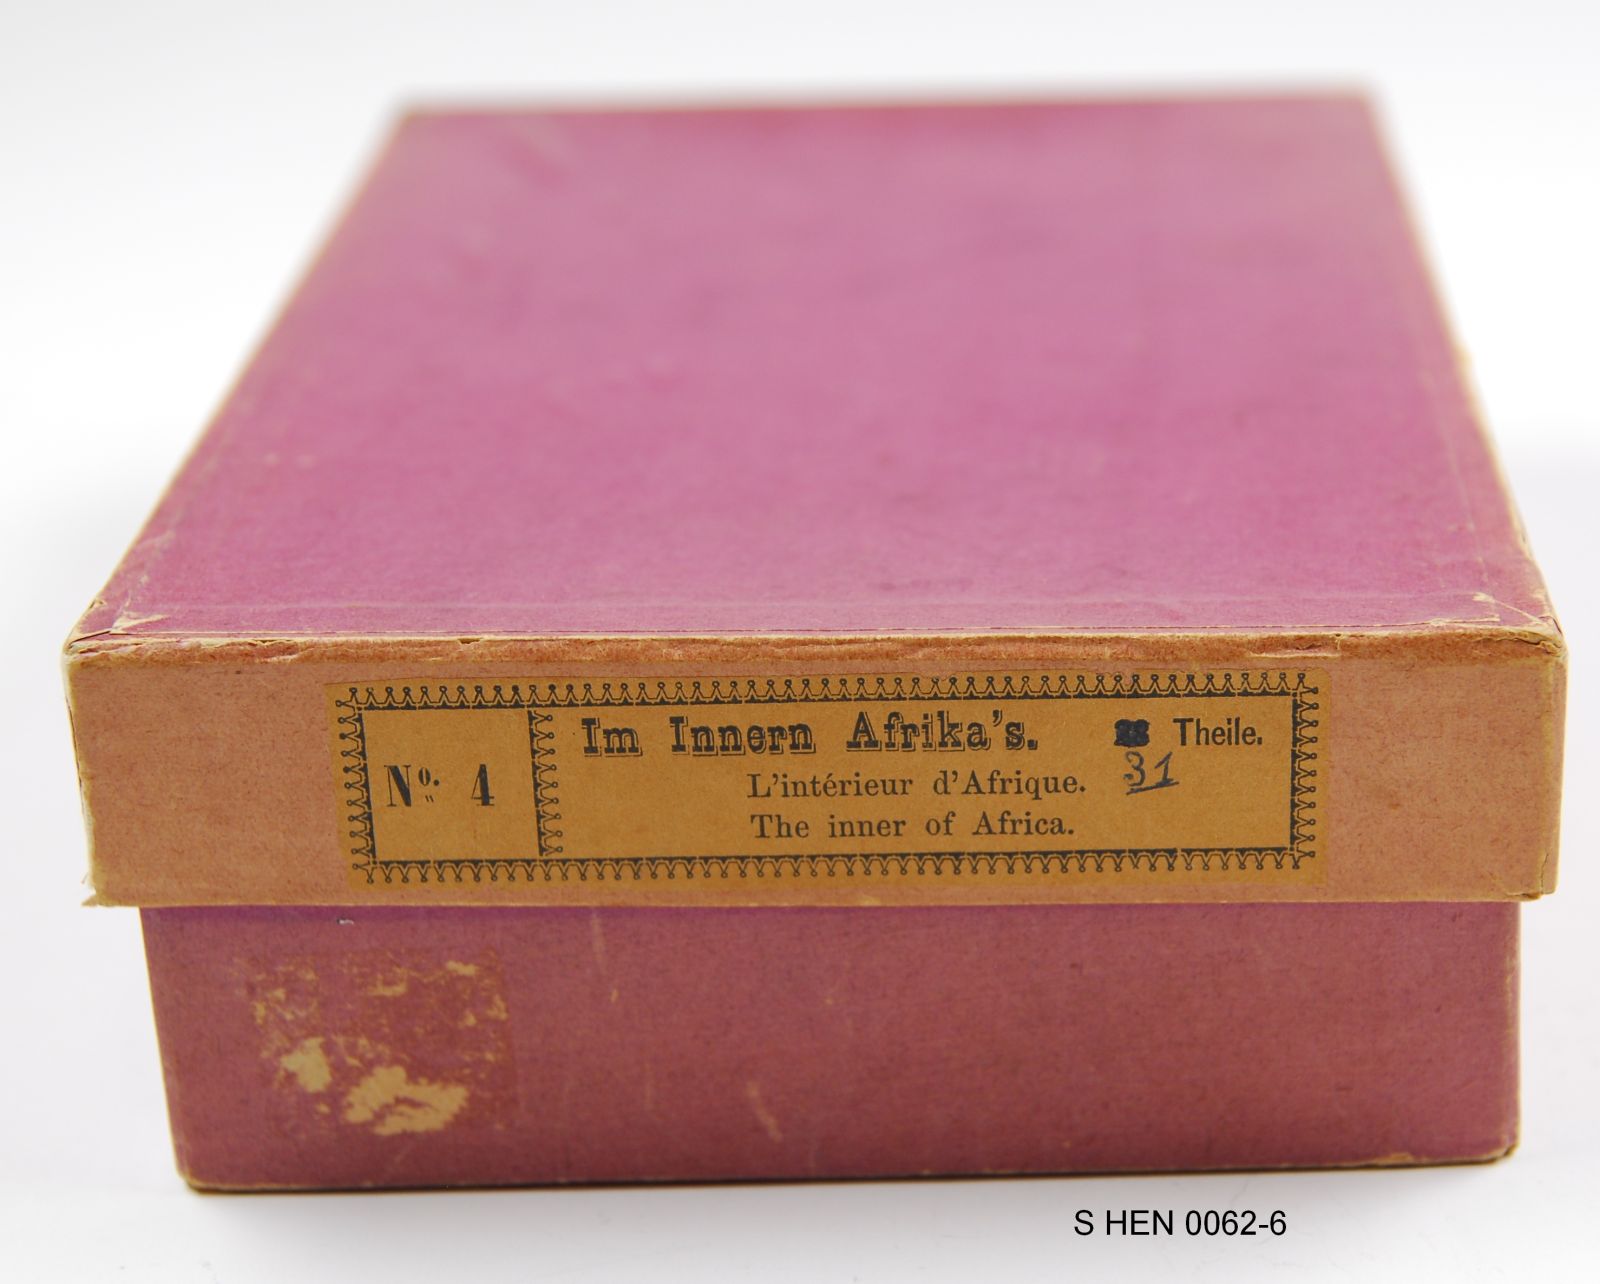 No. 4
Im Innern Afrika's. Theile.
31
L'intérieur d'Afrique.
The inner of Africa.
S HEN 0062-6